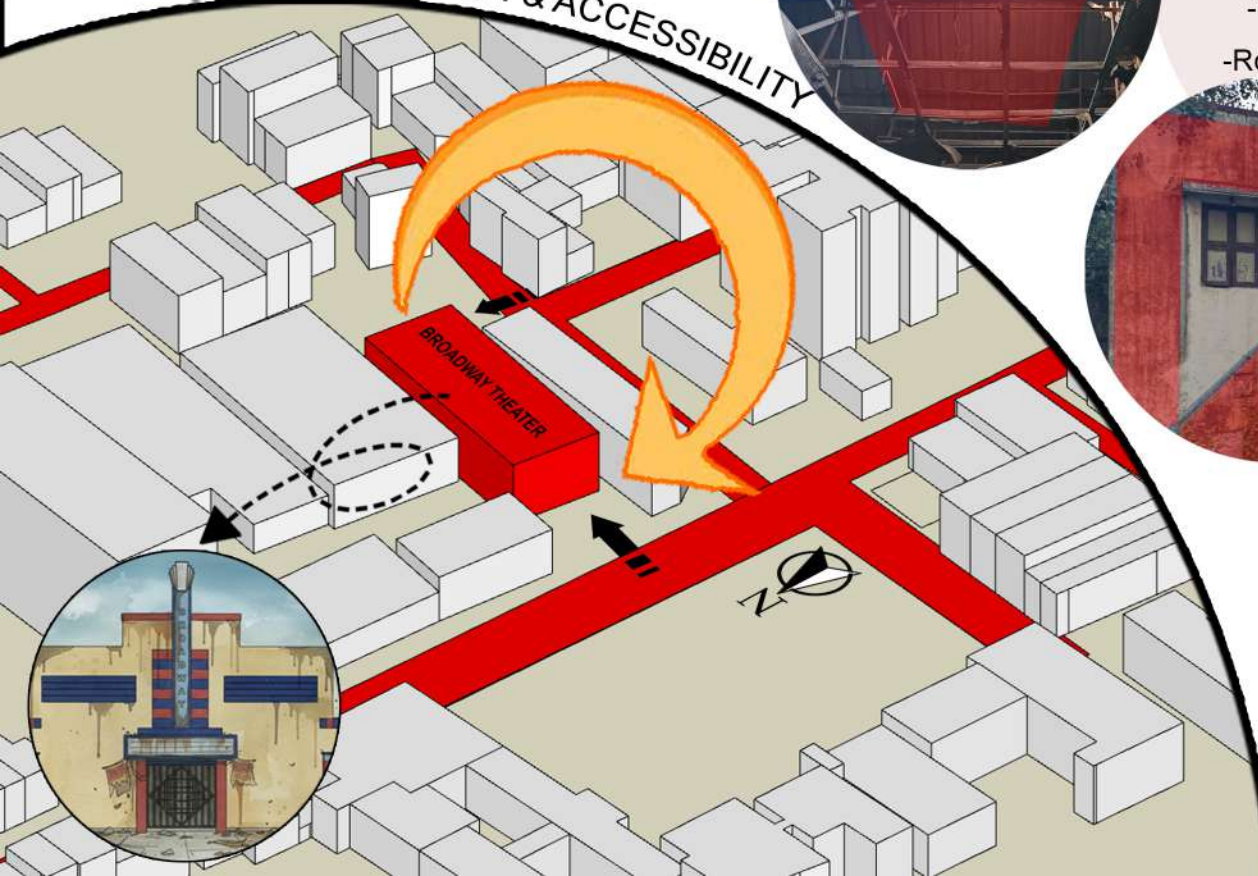 & ACCESSIBILITY
-
-Ro
BROADWAY THEATER
N
BROADWAY